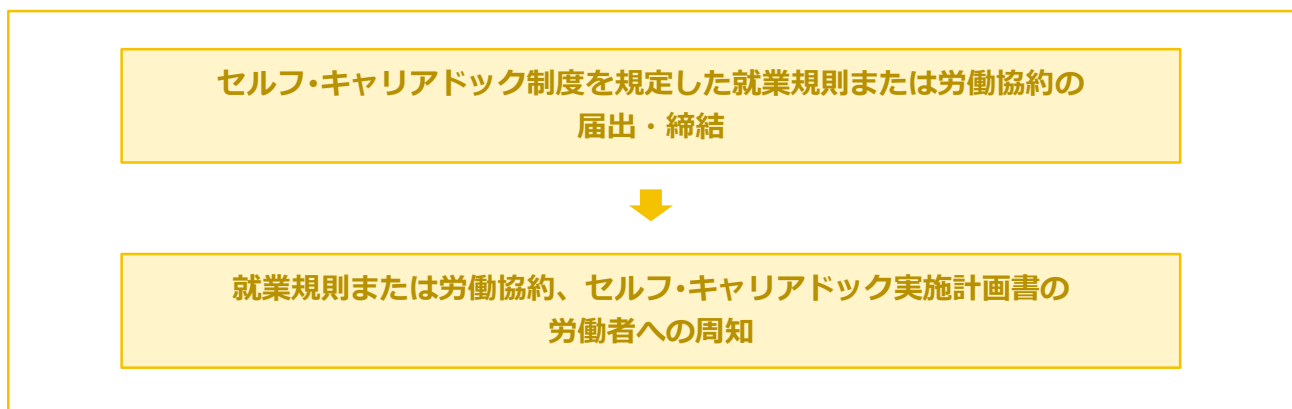 セルフ・キャリアドック制度を規定した就業規則または労働協約の
届出・締結
就業規則または労働協約、セルフ・キャリアドック実施計画書の
労働者への周知